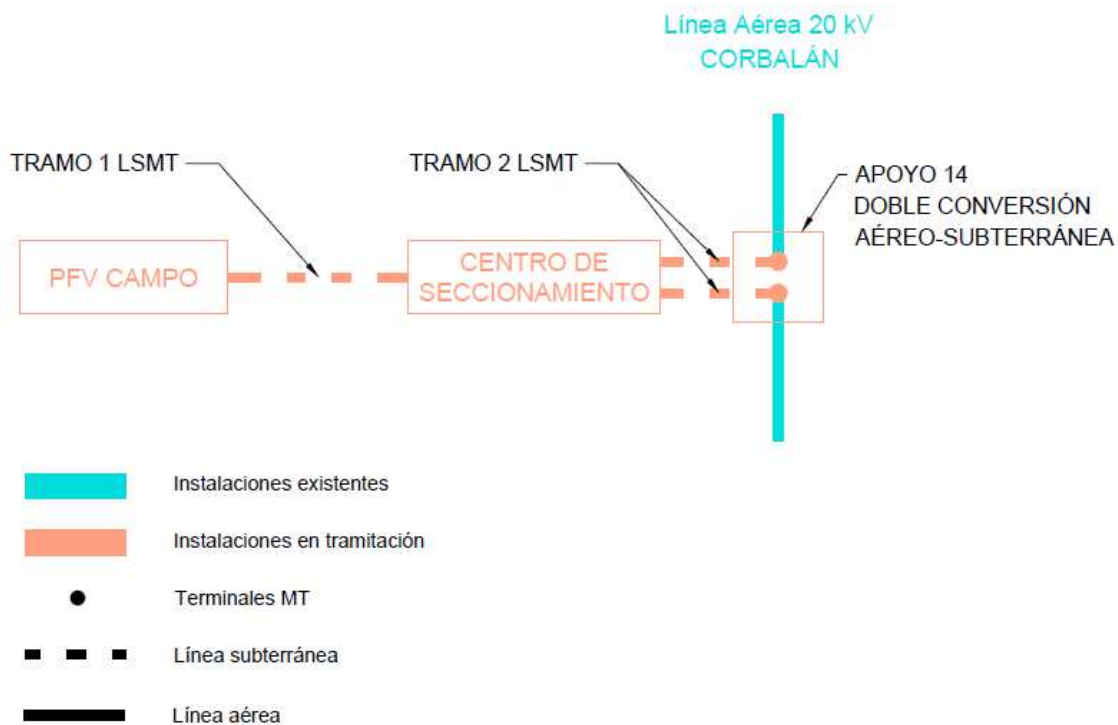 Línea Aérea 20 kV
CORBALÁN
TRAMO 1 LSMT
TRAMO 2 LSMT
APOYO 14
DOBLE CONVERSIÓN
AÉREO-SUBTERRÁNEA
PFV CAMPO
CENTRO DE
SECCIONAMIENTO
Instalaciones existentes
Instalaciones en tramitación
Terminales MT
Línea subterránea
Línea aérea